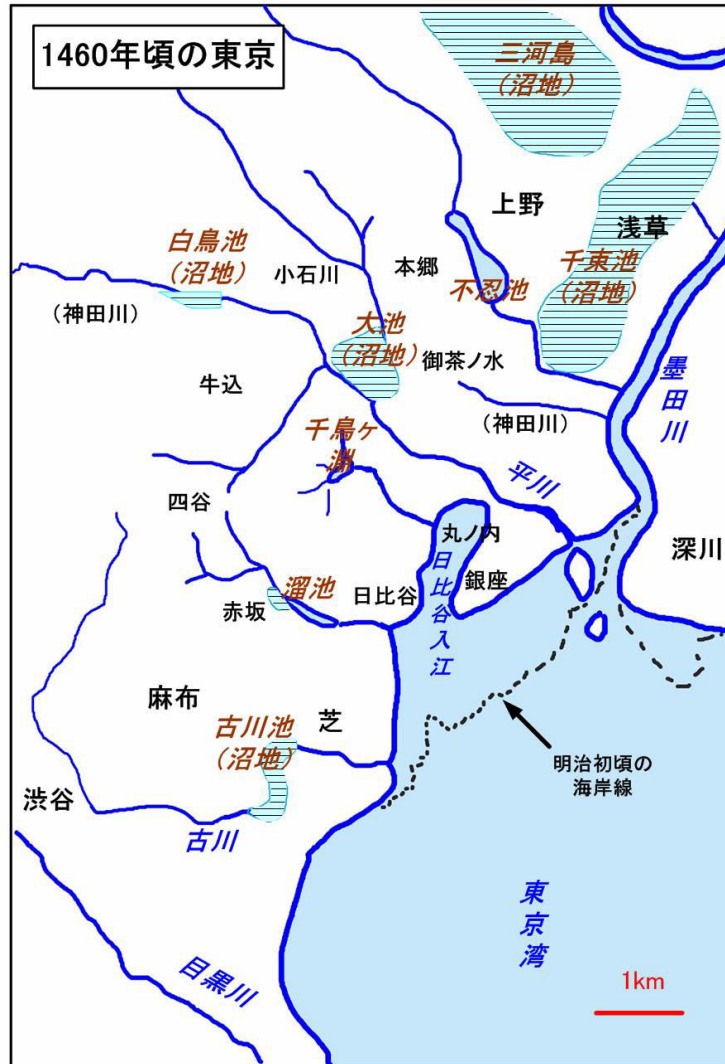 1460年頃の東京
三河島
（沼地）
上野
浅草
白鳥池
（沼地）
小石川
本郷
不忍池
千束池
（沼地）
（神田川）
大池
（沼地）
御茶ノ水
牛込
墨田川
千鳥ヶ
淵
（神田川）
平川
四谷
丸ノ内
深川
溜池
日比谷
日比谷入江
銀座
赤坂
麻布
芝
古川池
（沼地）
明治初頃の
海岸線
渋谷
古川
東京湾
目黒川
1km